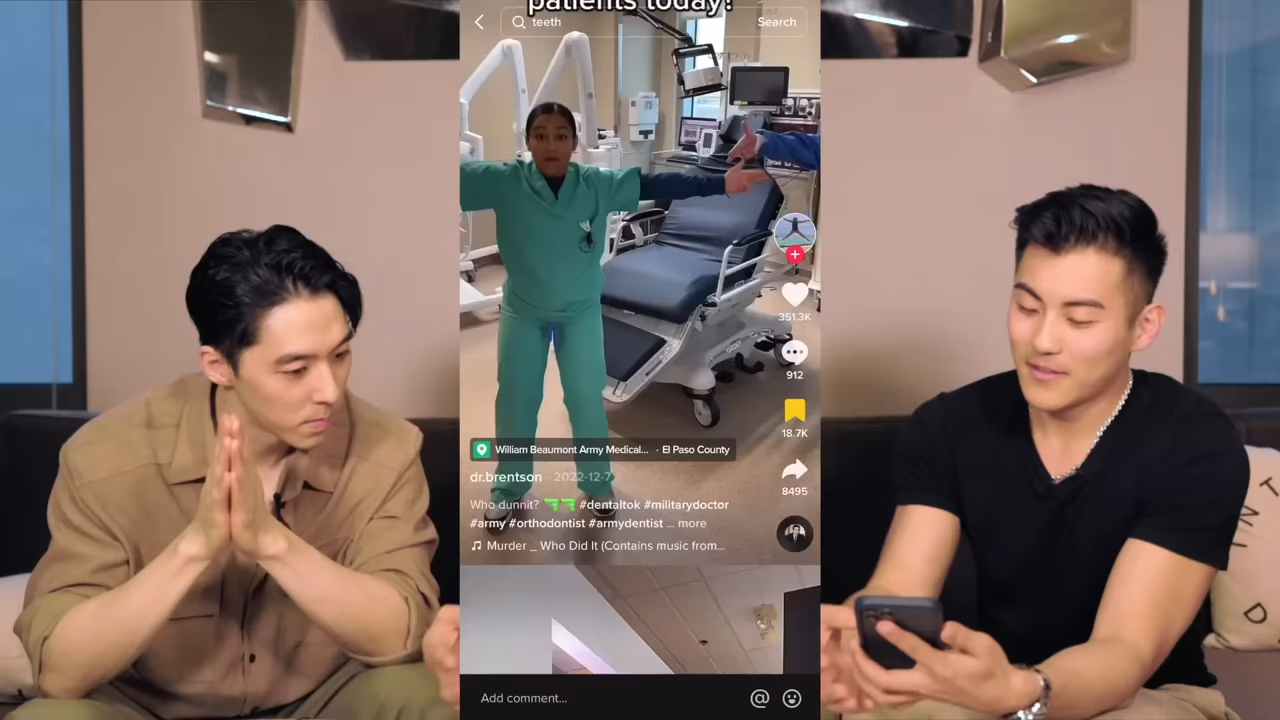 patients today?
teeth
Search
351.3K
912
18.7K
8495
William Beaumont Army Medical... · El Paso County
dr.brentson · 2022-12-7
Who dunnit? #dentaltok #militarydoctor
#army #orthodontist #armydentist ... more
Murder _ Who Did It (Contains music from...
Add comment...
@